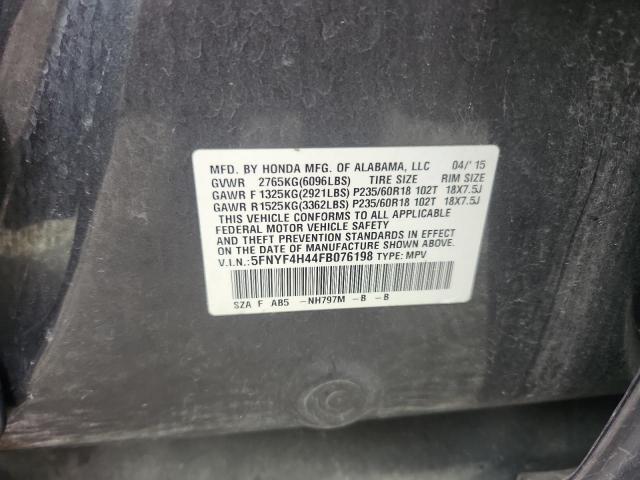 MFD. BY HONDA MFG. OF ALABAMA, LLC 04/'15
GVWR 2765KG(6096LBS) TIRE SIZE RIM SIZE
GAWR F 1325KG(2921LBS) P235/60R18 102T 18X7.5J
GAWR R 1525KG(3362LBS) P235/60R18 102T 18X7.5J
THIS VEHICLE CONFORMS TO ALL APPLICABLE
FEDERAL MOTOR VEHICLE SAFETY
AND THEFT PREVENTION STANDARDS IN EFFECT
ON THE DATE OF MANUFACTURE SHOWN ABOVE.
V.I.N.:5FNYF4H44FB076198 TYPE: MPV
SZA F AB5 -NH797M -B -B